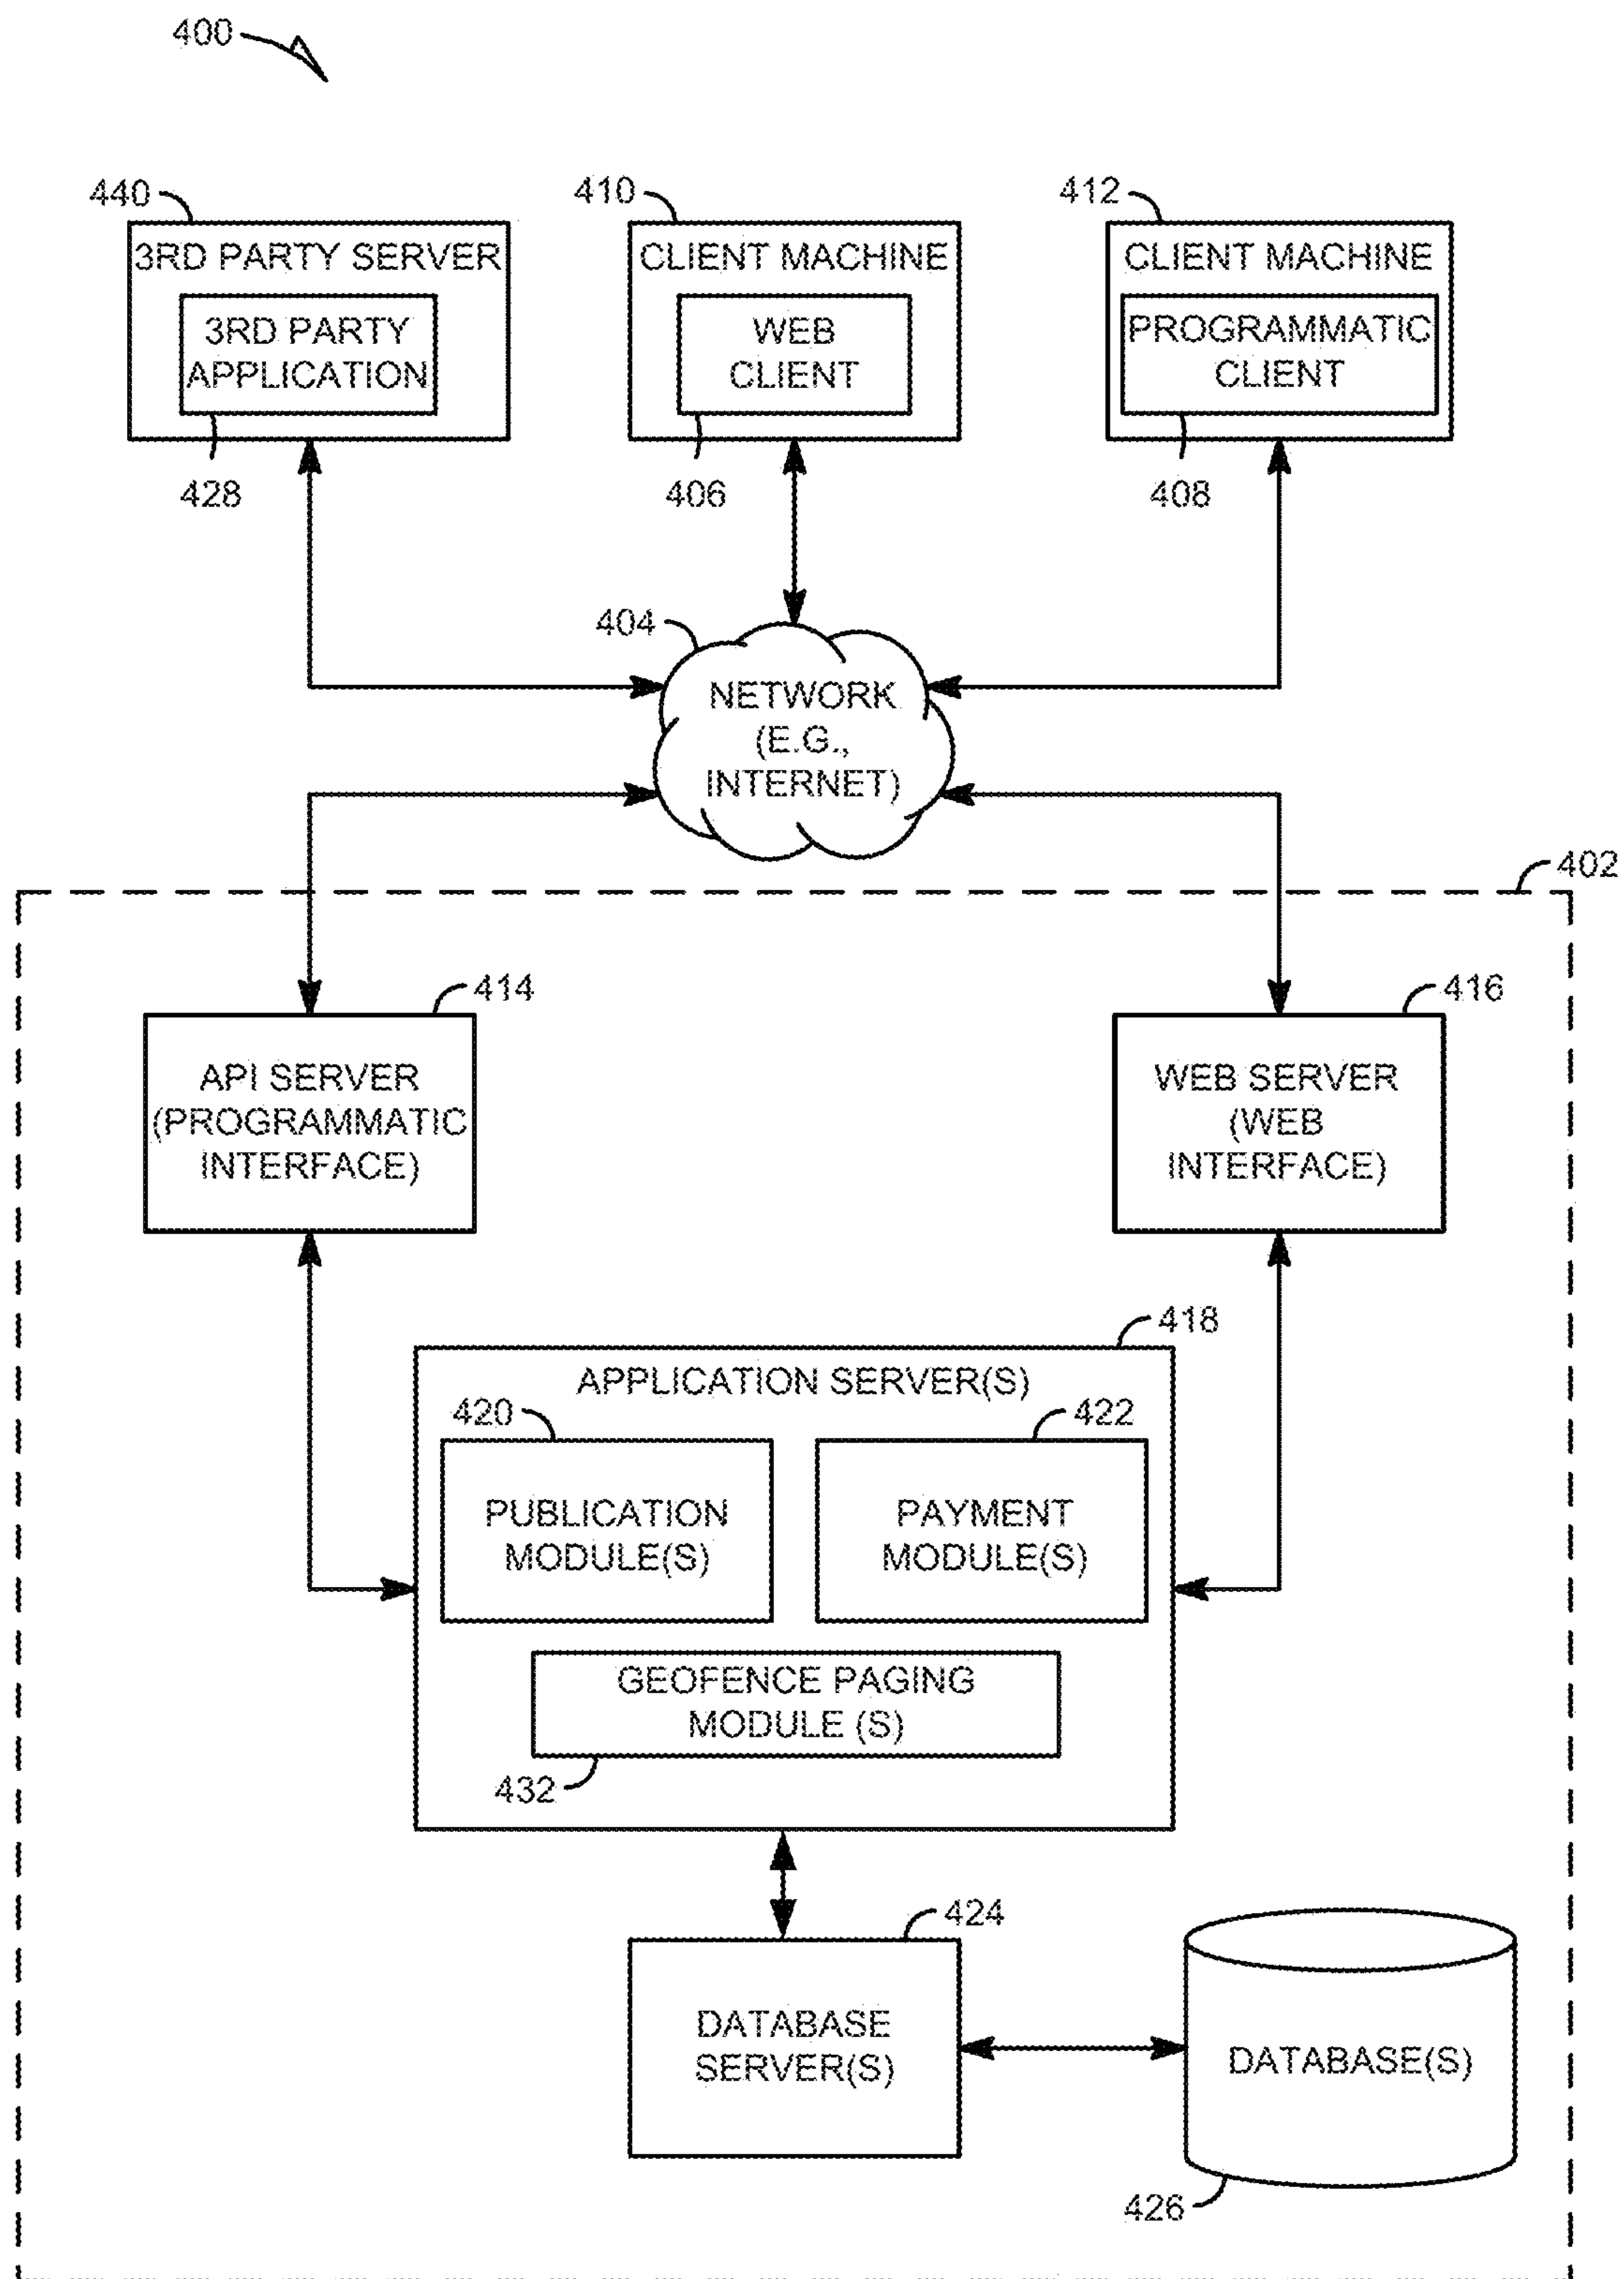 400
440
410
412
3RD PARTY SERVER
3RD PARTY
APPLICATION
428
CLIENT MACHINE
WEB
CLIENT
406
CLIENT MACHINE
PROGRAMMATIC
CLIENT
408
404
NETWORK
(E.G.,
INTERNET)
402
414
API SERVER
(PROGRAMMATIC
INTERFACE)
416
WEB SERVER
(WEB
INTERFACE)
418
APPLICATION SERVER(S)
420
PUBLICATION
MODULE(S)
422
PAYMENT
MODULE(S)
GEOFENCE PAGING
MODULE (S)
432
424
DATABASE
SERVER(S)
DATABASE(S)
426